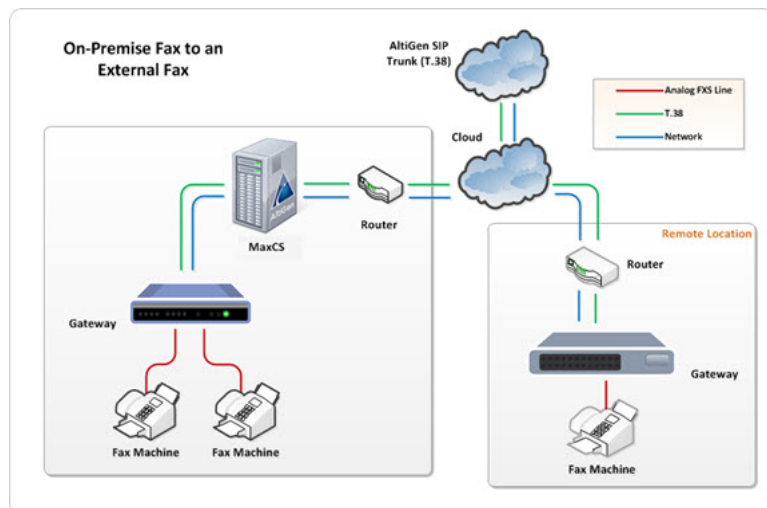 On-Premise Fax to an
External Fax
AltiGen SIP
Trunk (T.38)
Analog FXS Line
T.38
Network
Cloud
AltiGen
MaxCS
Router
Remote Location
Router
Gateway
Gateway
Fax Machine
Fax Machine
Fax Machine